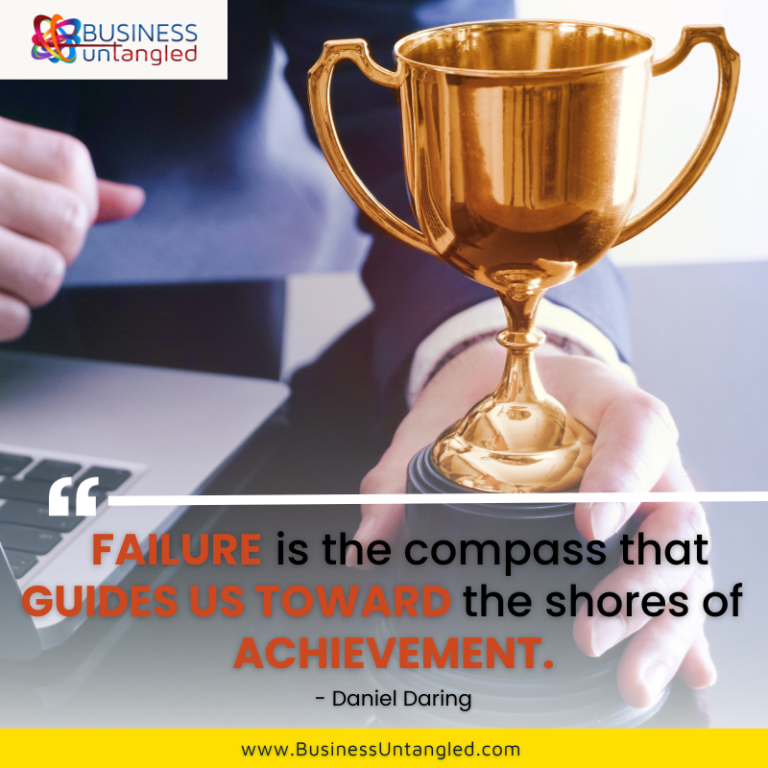 BUSINESS
untangled
“
FAILURE is the compass that
GUIDES US TOWARD the shores of
ACHIEVEMENT.
- Daniel Daring
www.BusinessUntangled.com